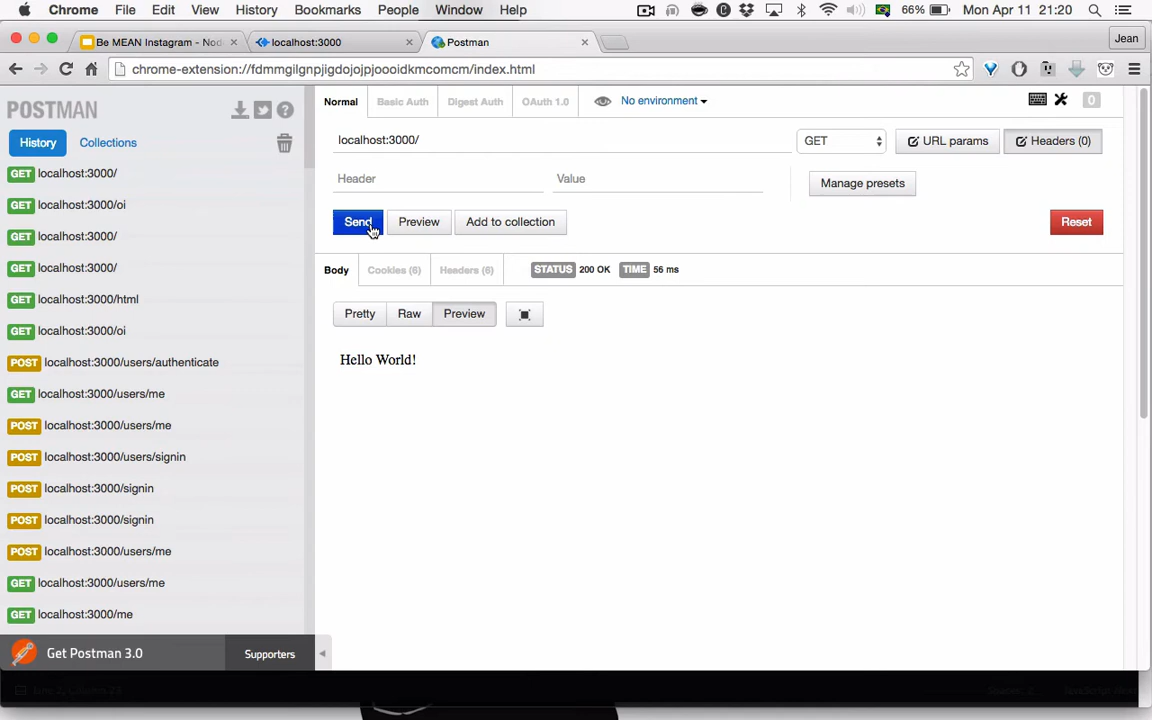 Chrome File Edit View History Bookmarks People Window Help 66% Mon Apr 11 21:20
Be MEAN Instagram - Nod localhost:3000 Postman Jean
chrome-extension://fdmmgilgnpjigdojojpjoooidkmcomcm/index.html
POSTMAN
History Collections
GET localhost:3000/
GET localhost:3000/oi
GET localhost:3000/
GET localhost:3000/
GET localhost:3000/html
GET localhost:3000/oi
POST localhost:3000/users/authenticate
GET localhost:3000/users/me
POST localhost:3000/users/me
POST localhost:3000/users/signin
POST localhost:3000/signin
POST localhost:3000/signin
POST localhost:3000/users/me
GET localhost:3000/users/me
GET localhost:3000/me
Get Postman 3.0 Supporters
Normal Basic Auth Digest Auth OAuth 1.0 No environment 0
localhost:3000/ GET URL params Headers (0)
Header Value Manage presets
Send Preview Add to collection Reset
Body Cookies (6) Headers (6) STATUS 200 OK TIME 56 ms
Pretty Raw Preview
Hello World!